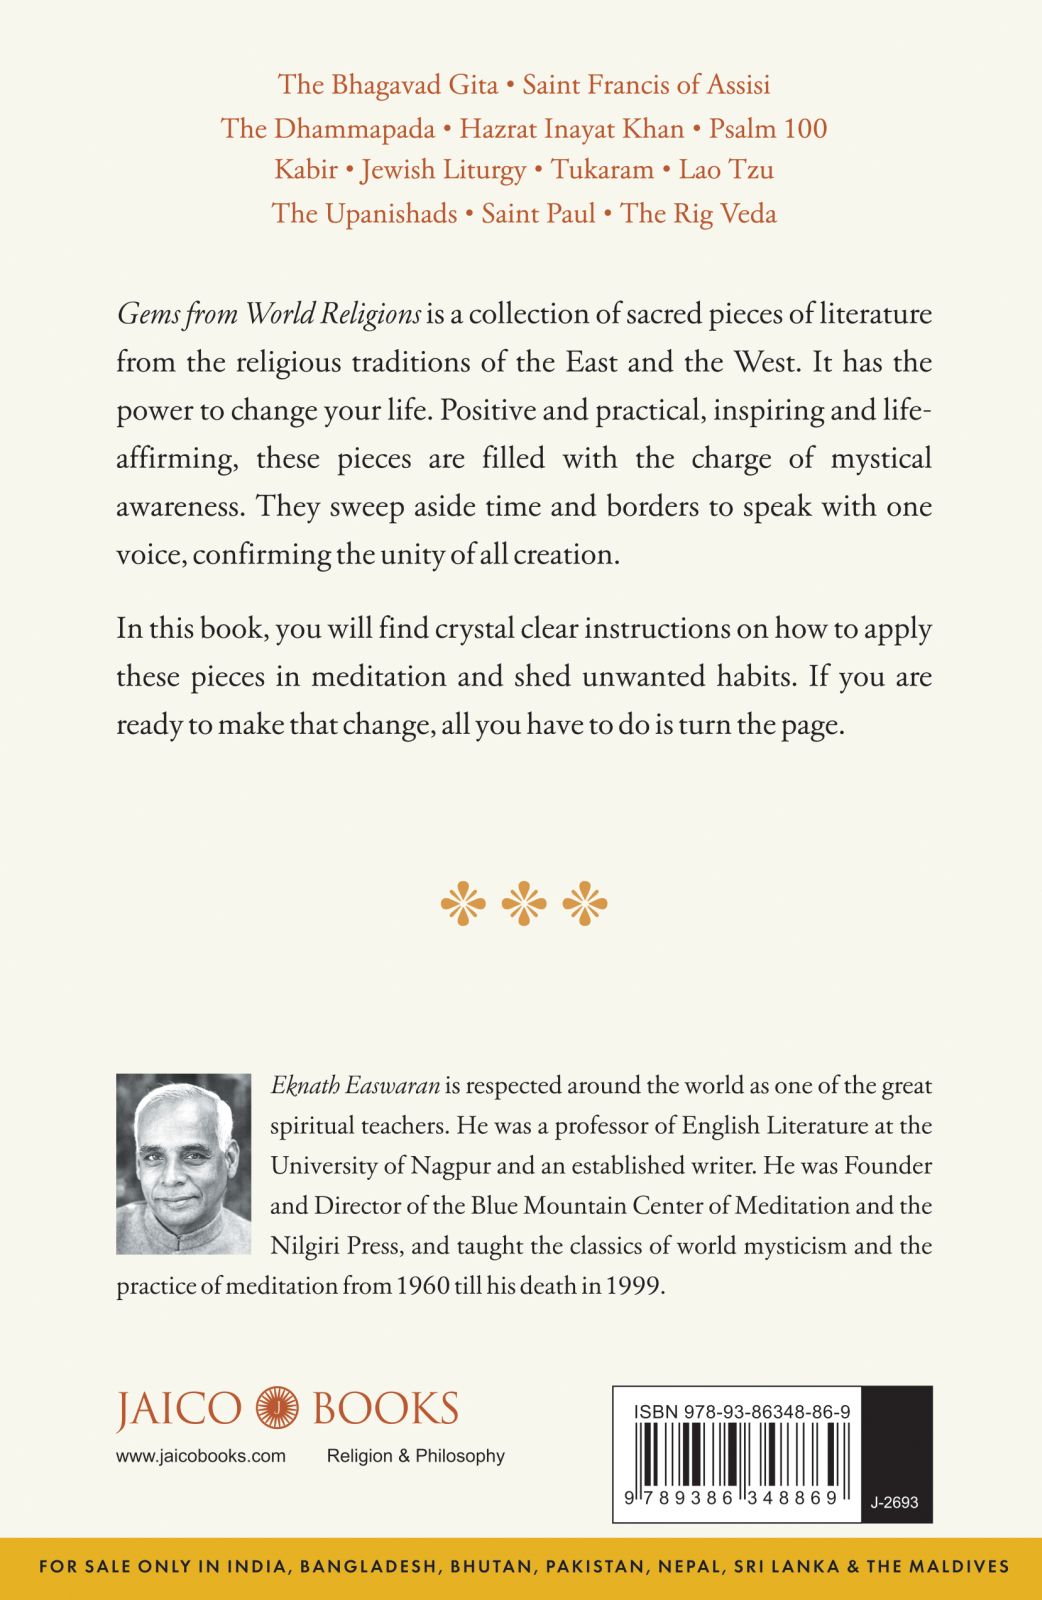 The Bhagavad Gita • Saint Francis of Assisi
The Dhammapada • Hazrat Inayat Khan • Psalm 100
Kabir • Jewish Liturgy • Tukaram • Lao Tzu
The Upanishads • Saint Paul • The Rig Veda
Gems from World Religions is a collection of sacred pieces of literature
from the religious traditions of the East and the West. It has the
power to change your life. Positive and practical, inspiring and life-
affirming, these pieces are filled with the charge of mystical
awareness. They sweep aside time and borders to speak with one
voice, confirming the unity of all creation.
In this book, you will find crystal clear instructions on how to apply
these pieces in meditation and shed unwanted habits. If you are
ready to make that change, all you have to do is turn the page.
Eknath Easwaran is respected around the world as one of the great
spiritual teachers. He was a professor of English Literature at the
University of Nagpur and an established writer. He was Founder
and Director of the Blue Mountain Center of Meditation and the
Nilgiri Press, and taught the classics of world mysticism and the
practice of meditation from 1960 till his death in 1999.
JAICO J BOOKS
www.jaicobooks.com Religion & Philosophy
ISBN 978-93-86348-86-9
9 789386 348869
J-2693
FOR SALE ONLY IN INDIA, BANGLADESH, BHUTAN, PAKISTAN, NEPAL, SRI LANKA & THE MALDIVES